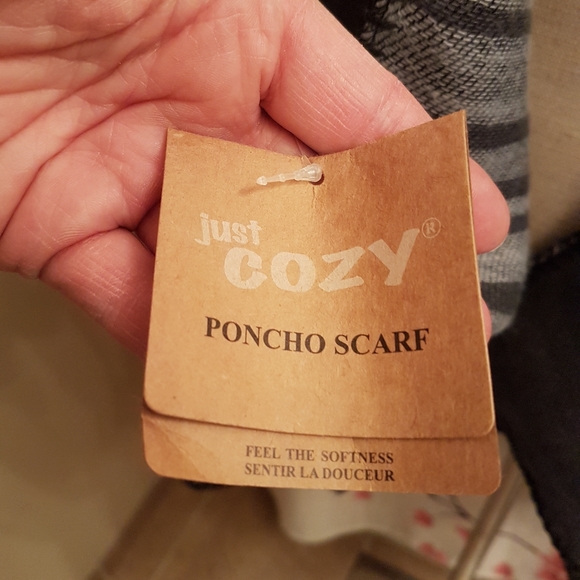 just
cozy®
PONCHO SCARF
FEEL THE SOFTNESS
SENTIR LA DOUCEUR